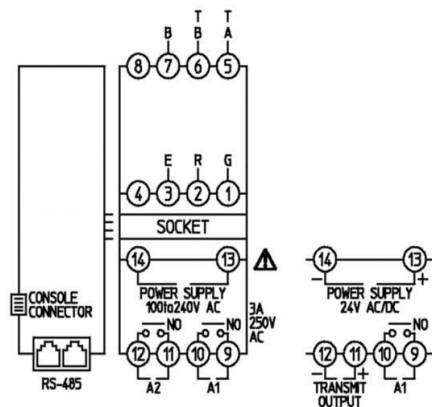 T T
B B A
8 7 6 5
E R G
4 3 2 1
SOCKET
14 13
POWER SUPPLY
100to240V AC
3A
250V
AC
NO NO
12 11 10 9
A2 A1
CONSOLE
CONNECTOR
RS-485
14 13
- +
POWER SUPPLY
24V AC/DC
NO
12 11 10 9
- +
TRANSMIT
OUTPUT
A1